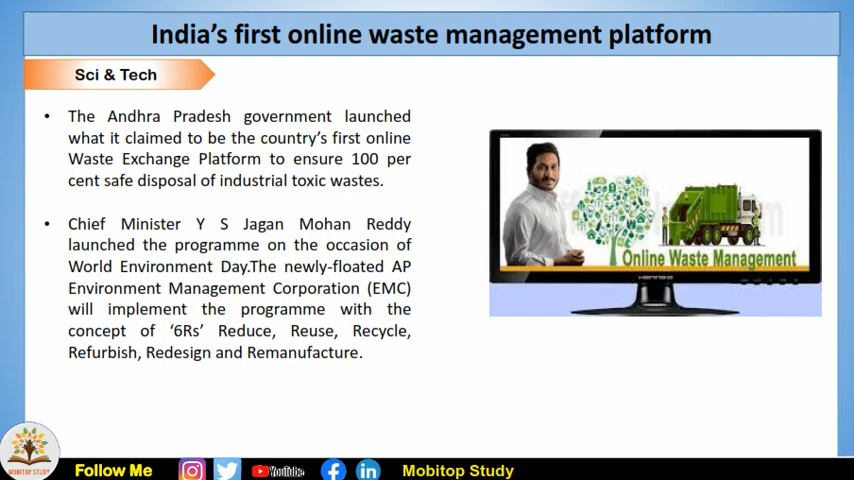 India's first online waste management platform
Sci & Tech
• The Andhra Pradesh government launched
what it claimed to be the country's first online
Waste Exchange Platform to ensure 100 per
cent safe disposal of industrial toxic wastes.
• Chief Minister Y S Jagan Mohan Reddy
launched the programme on the occasion of
World Environment Day.The newly-floated AP
Environment Management Corporation (EMC)
will implement the programme with the
concept of ‘6Rs’ Reduce, Reuse, Recycle,
Refurbish, Redesign and Remanufacture.
Online Waste Management
HANNS-G
MOBITOP STUDY
Follow Me
YouTube
in
Mobitop Study